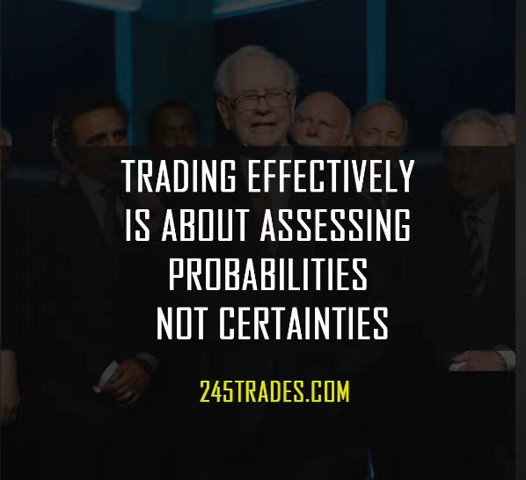 TRADING EFFECTIVELY
IS ABOUT ASSESSING
PROBABILITIES
NOT CERTAINTIES
245TRADES.COM